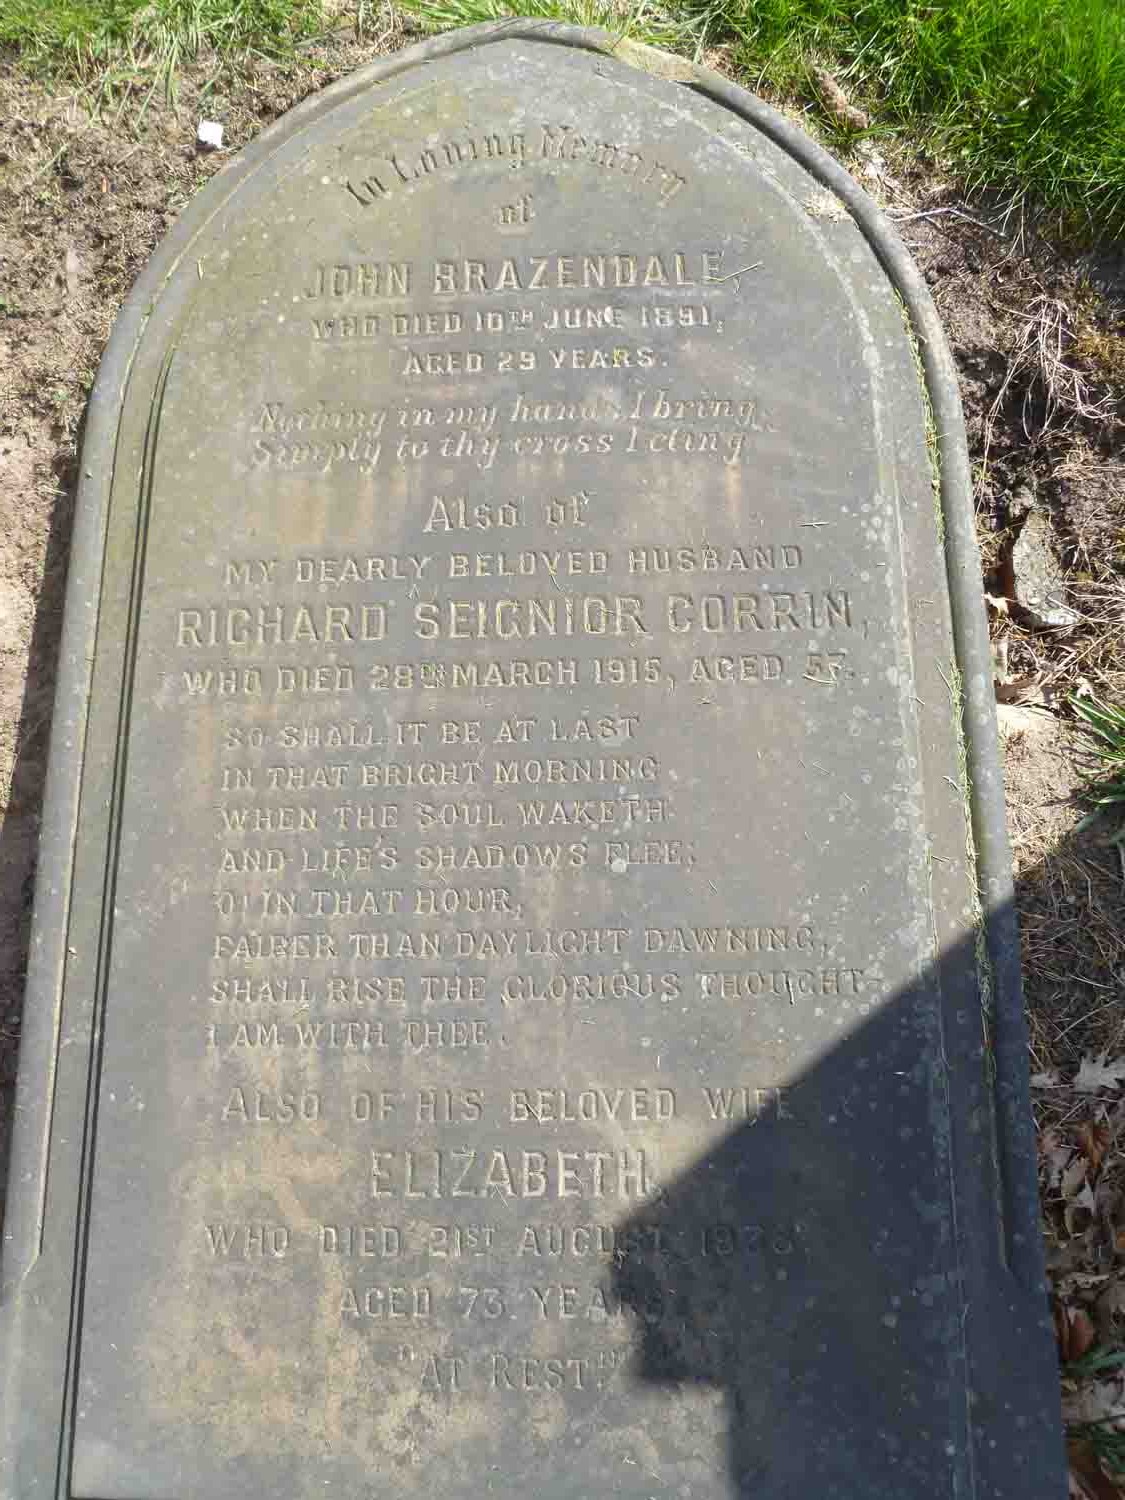 In Loving Memory
of
JOHN BRAZENDALE,
WHO DIED 10TH JUNE 1891,
AGED 29 YEARS.
Nothing in my hands I bring,
Simply to thy cross I cling
Also of
MY DEARLY BELOVED HUSBAND
RICHARD SEIGNIOR CORRIN,
WHO DIED 28TH MARCH 1915, AGED 57.
SO SHALL IT BE AT LAST
IN THAT BRIGHT MORNING
WHEN THE SOUL WAKETH
AND LIFE'S SHADOWS FLEE;
O! IN THAT HOUR,
FAIRER THAN DAYLIGHT DAWNING,
SHALL RISE THE GLORIOUS THOUGHT
I AM WITH THEE.
ALSO OF HIS BELOVED WIFE
ELIZABETH,
WHO DIED 21ST AUGUST
AGED 73 YEARS.
"AT REST"